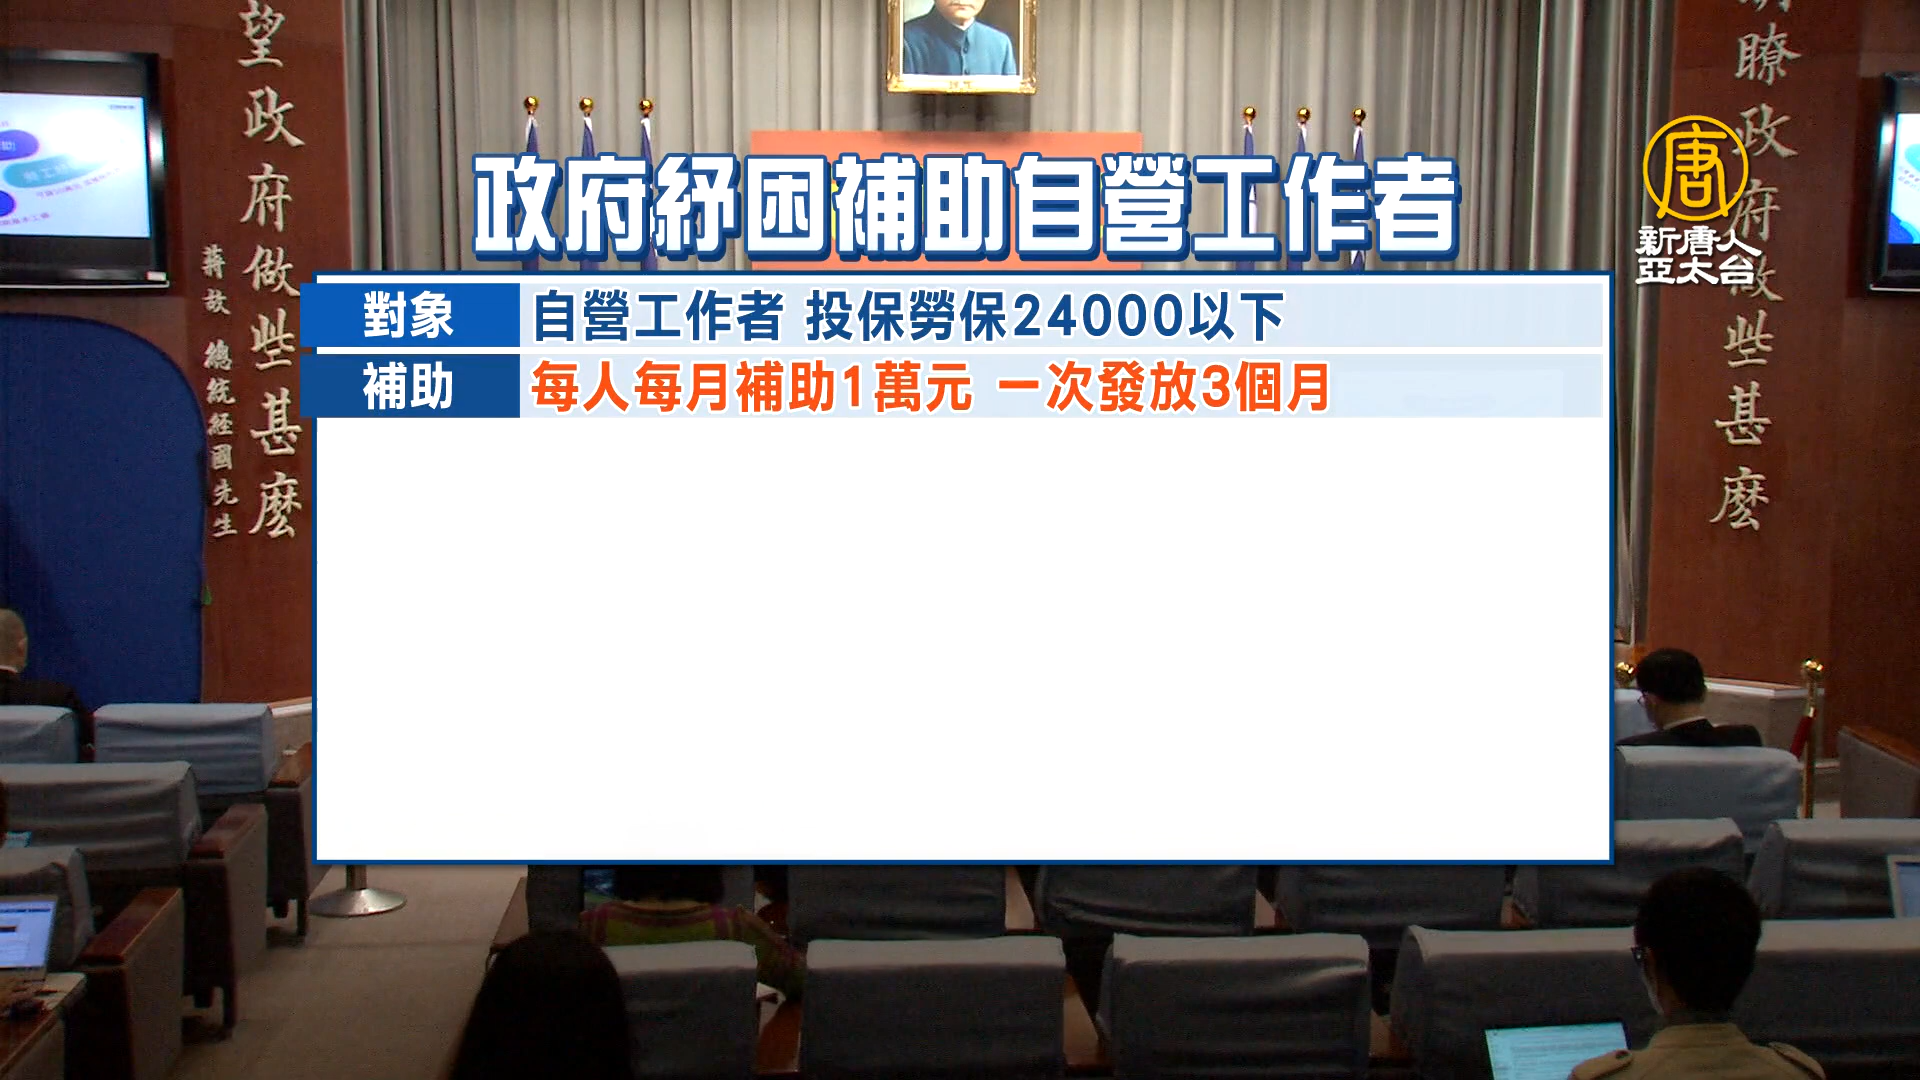 政府紓困補助自營工作者
對象 自營工作者 投保勞保24000以下
補助 每人每月補助1萬元 一次發放3個月
唐
新唐人
亞太台
望政府做些甚麼
蔣故 總統經國先生
瞭政府做些甚麼